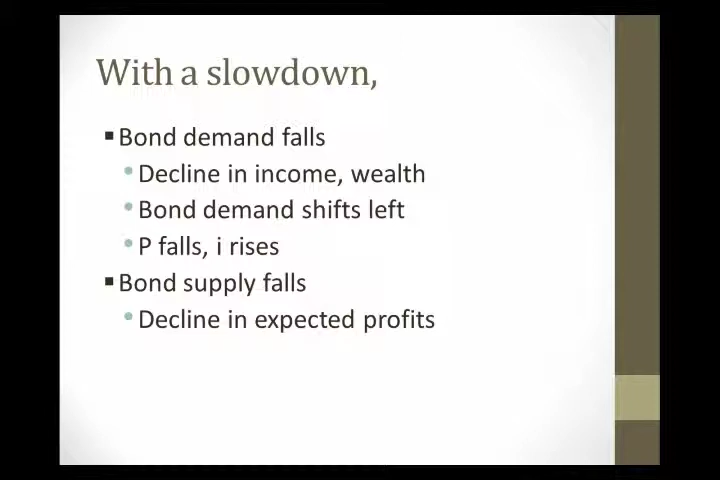 With a slowdown,
Bond demand falls
Decline in income, wealth
Bond demand shifts left
P falls, i rises
Bond supply falls
Decline in expected profits